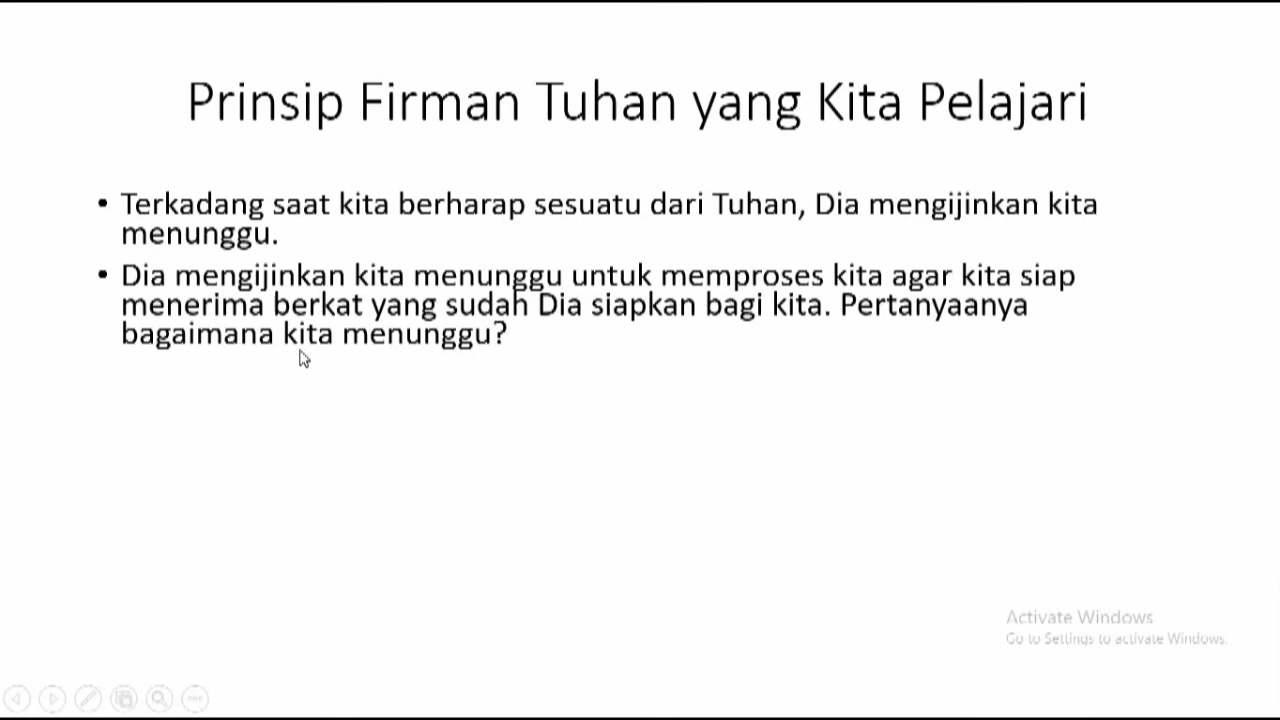 Prinsip Firman Tuhan yang Kita Pelajari
• Terkadang saat kita berharap sesuatu dari Tuhan, Dia mengijinkan kita
menunggu.
• Dia mengijinkan kita menunggu untuk memproses kita agar kita siap
menerima berkat yang sudah Dia siapkan bagi kita. Pertanyaanya
bagaimana kita menunggu?
Activate Windows
Go to Settings to activate Windows.